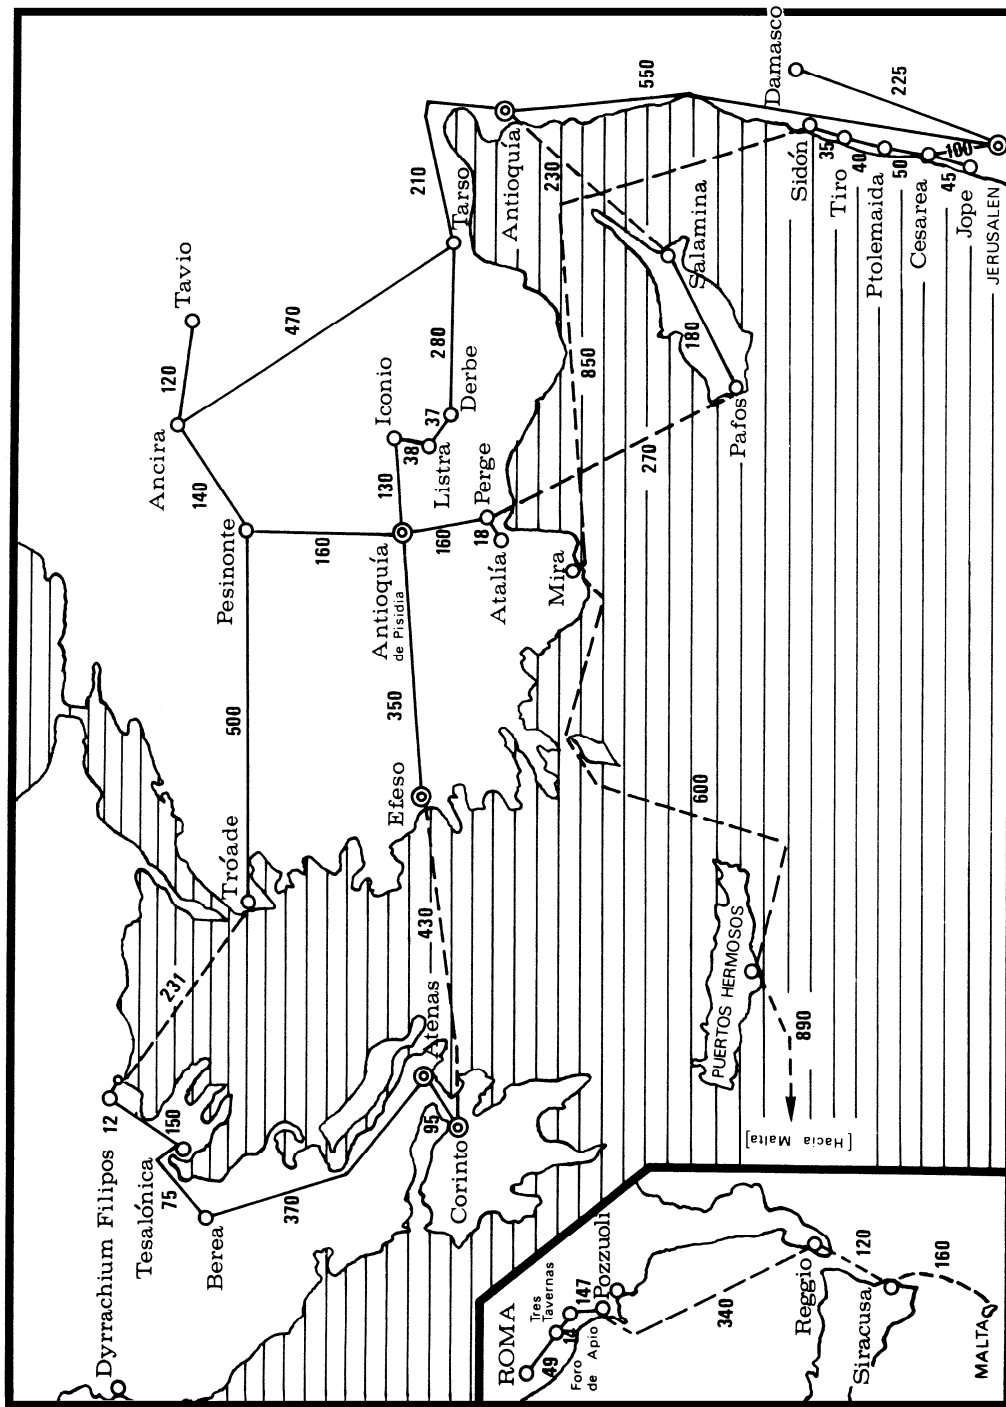 Dyrrachium
Filipos
12
231
Tesalónica
150
75
Berea
370
Atenas
95
Corinto
430
Tróade
500
Efeso
350
Pesinonte
140
Ancira
120
Tavio
470
160
Antioquía
de Pisidia
130
Iconio
38
Listra
37
Derbe
280
Tarso
210
Antioquía
550
160
Perge
18
Atalía
Mira
270
850
230
Salamina
180
Pafos
Damasco
225
Sidón
35
Tiro
40
Ptolemaida
50
Cesarea
100
45
Jope
JERUSALEN
600
PUERTOS HERMOSOS
890
[Hacia
Malta]
ROMA
49
Tres
Tavernas
14
Foro Apio
de
147
Pozzuoli
340
Reggio
120
Siracusa
160
MALTA